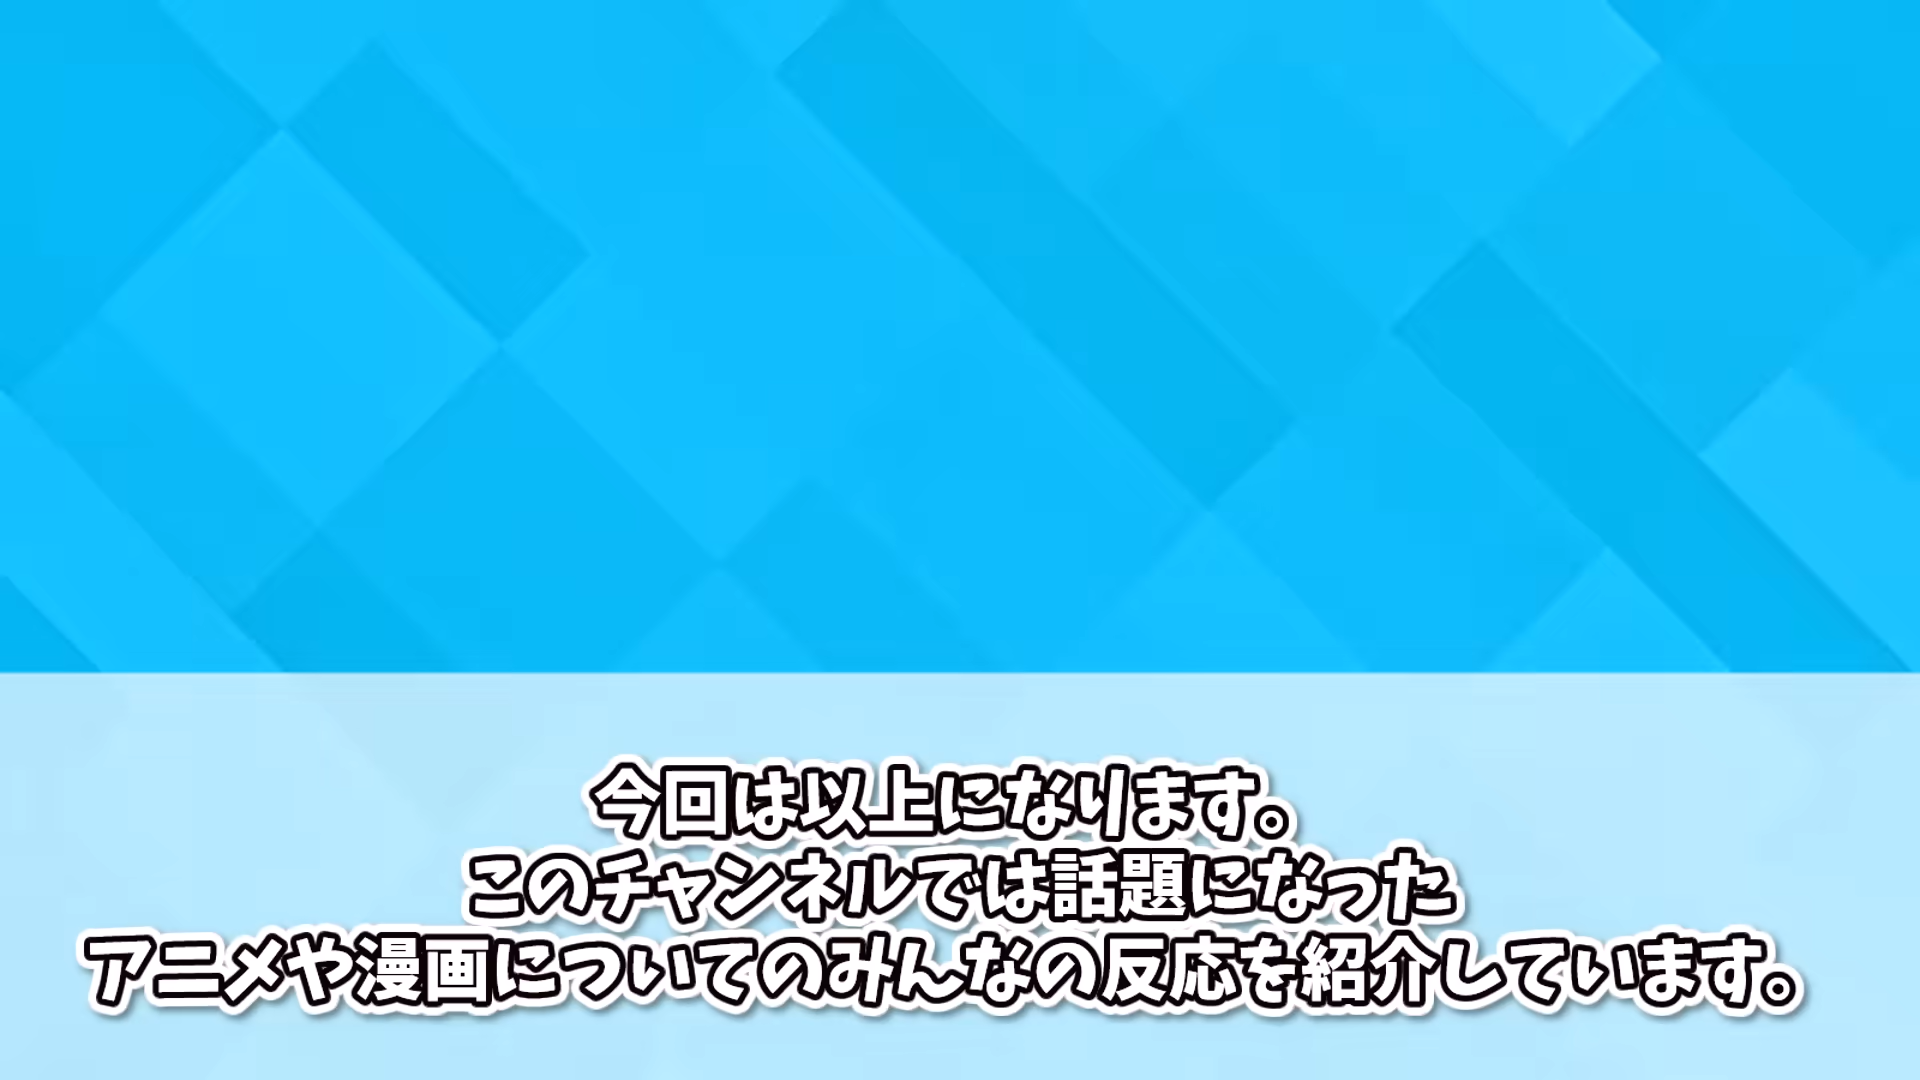 今回は以上になります。
このチャンネルでは話題になった
アニメや漫画についてのみんなの反応を紹介しています。